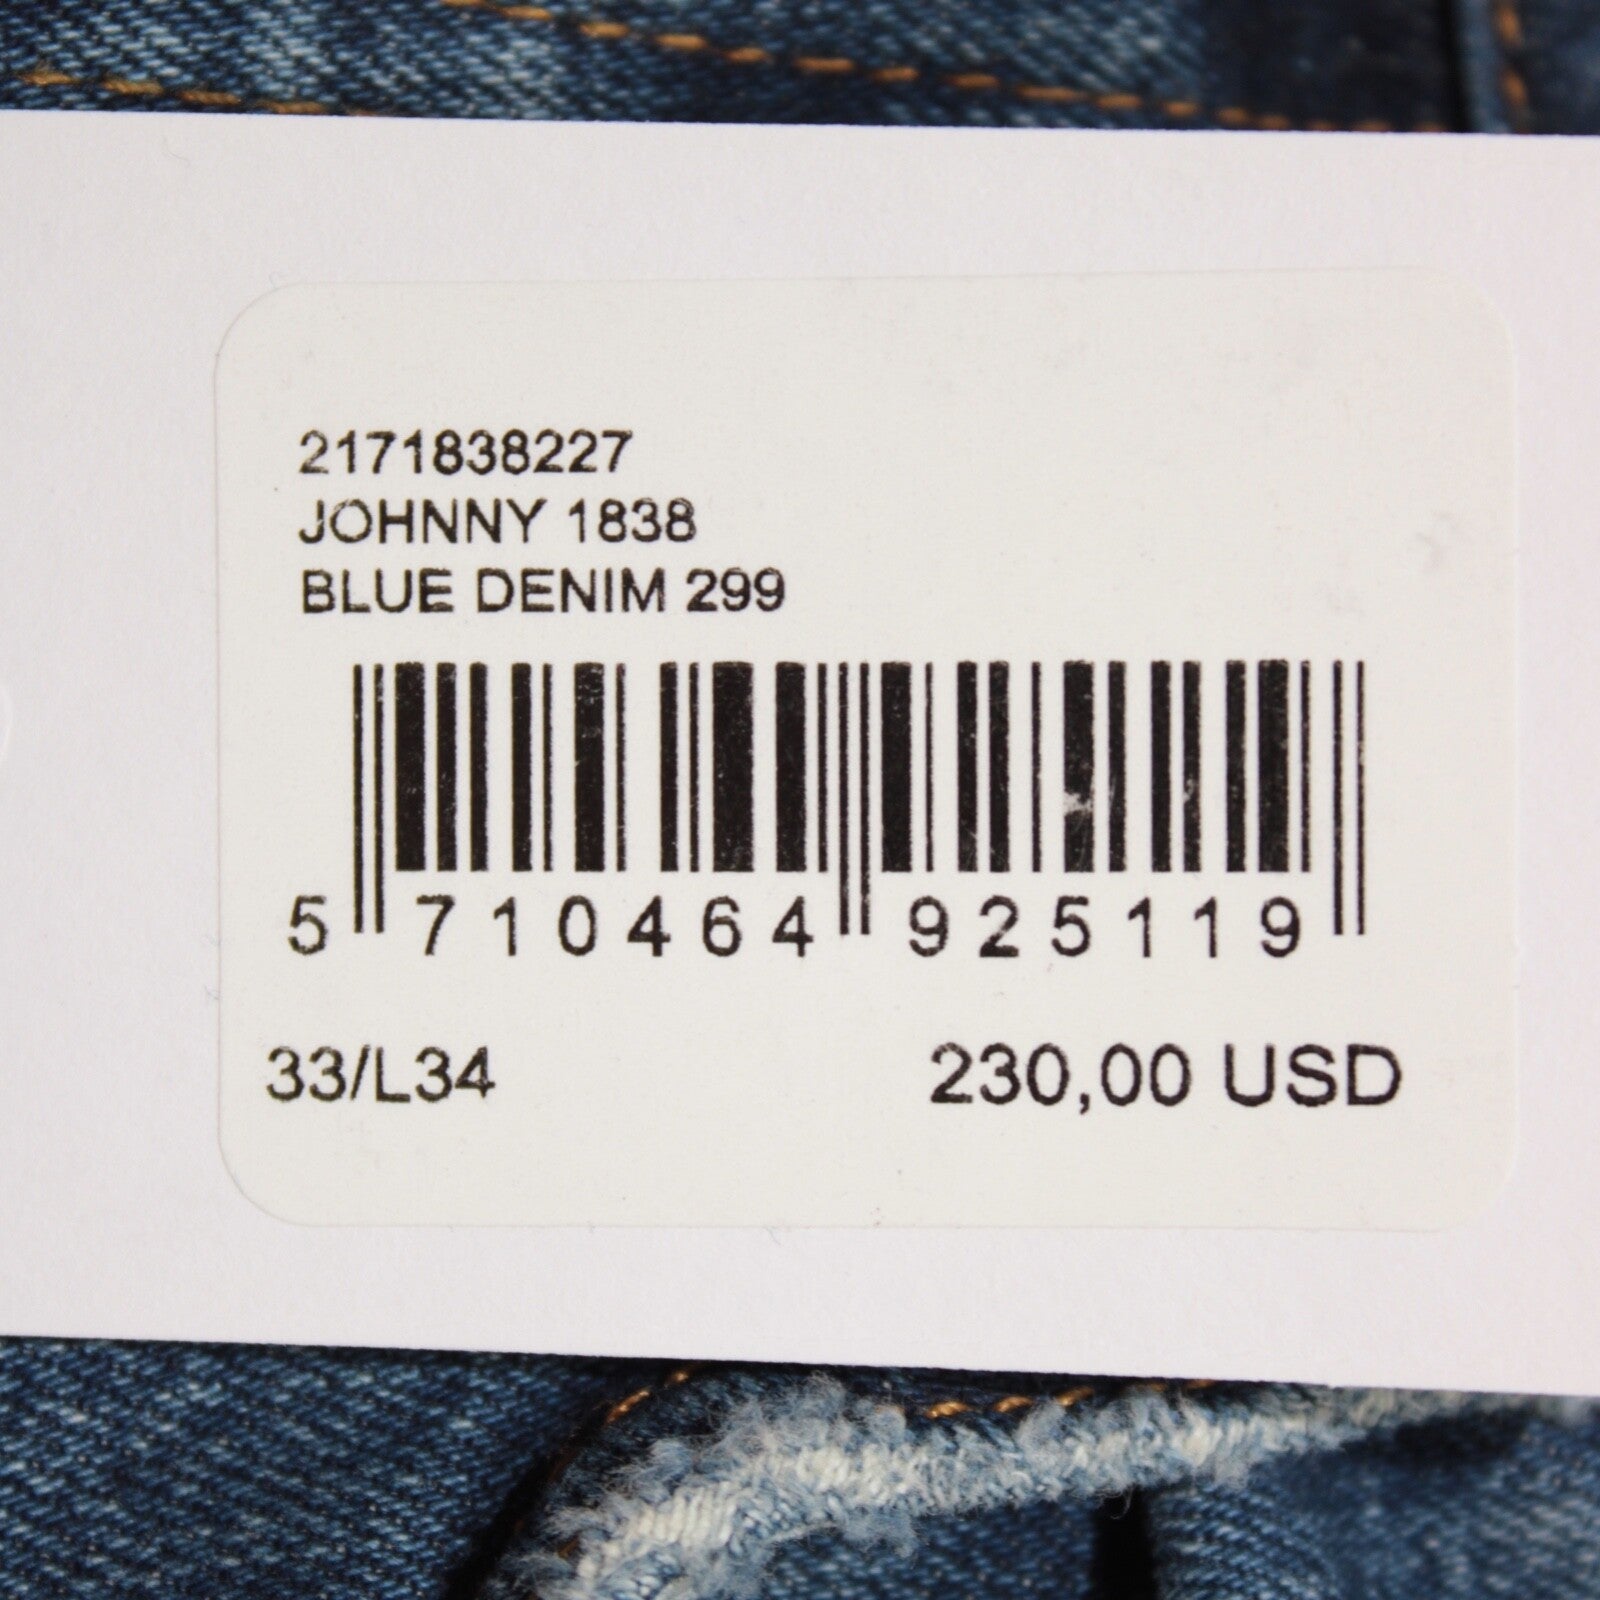 2171838227
JOHNNY 1838
BLUE DENIM 299
5 710464 925119
33/L34 230,00 USD